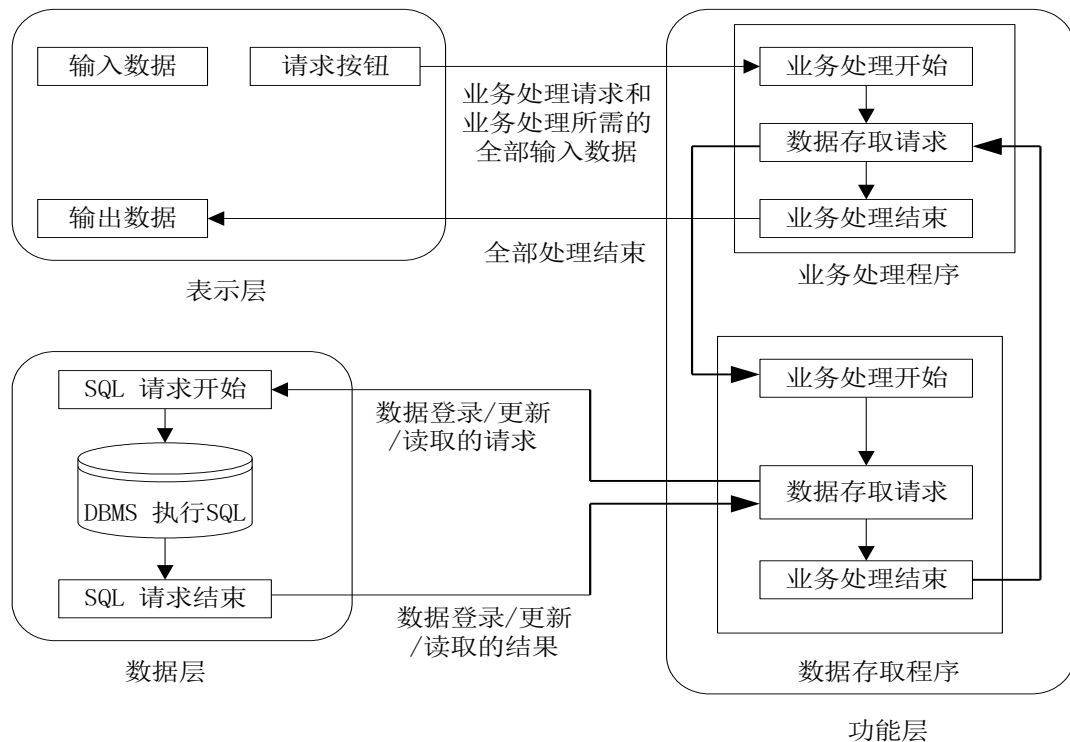 输入数据
请求按钮
业务处理请求和
业务处理所需的
全部输入数据
业务处理开始
数据存取请求
业务处理结束
业务处理程序
输出数据
全部处理结束
表示层
SQL 请求开始
DBMS 执行SQL
SQL 请求结束
数据层
数据登录/更新
/读取的请求
数据登录/更新
/读取的结果
业务处理开始
数据存取请求
业务处理结束
数据存取程序
功能层